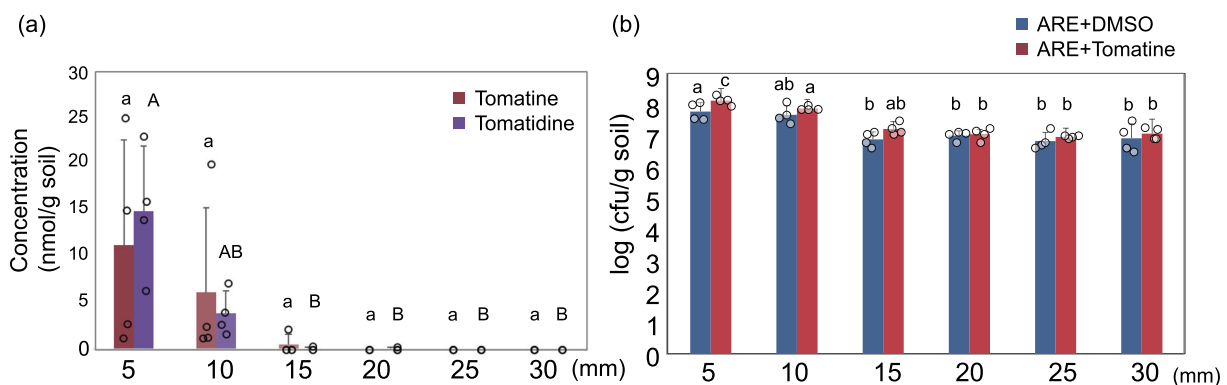 (a)
30
25
20
15
10
5
0
Concentration
(nmol/g soil)
Tomatine
Tomatidine
a A
a AB
a B
a B
a B
a B
5 10 15 20 25 30 (mm)
(b)
ARE+DMSO
ARE+Tomatine
9
8
7
6
5
4
3
2
1
0
log (cfu/g soil)
a c
ab a
b ab
b b
b b
b b
5 10 15 20 25 30 (mm)